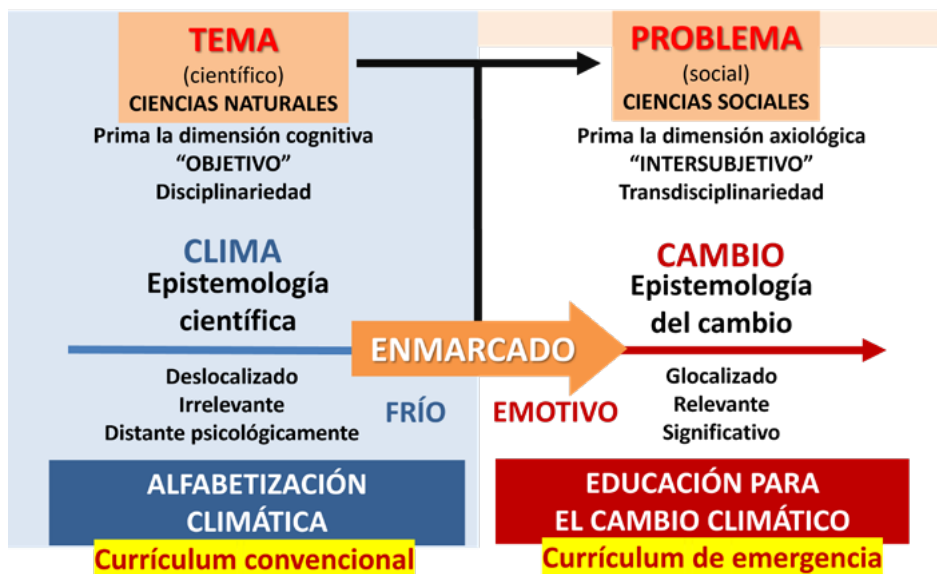 TEMA
(científico)
CIENCIAS NATURALES
Prima la dimensión cognitiva
“OBJETIVO”
Disciplinariedad
CLIMA
Epistemología
científica
Deslocalizado
Irrelevante
Distante psicológicamente
FRÍO
ALFABETIZACIÓN
CLIMÁTICA
Currículum convencional
ENMARCADO
PROBLEMA
(social)
CIENCIAS SOCIALES
Prima la dimensión axiológica
“INTERSUBJETIVO”
Transdisciplinariedad
CAMBIO
Epistemología
del cambio
EMOTIVO
Glocalizado
Relevante
Significativo
EDUCACIÓN PARA
EL CAMBIO CLIMÁTICO
Currículum de emergencia